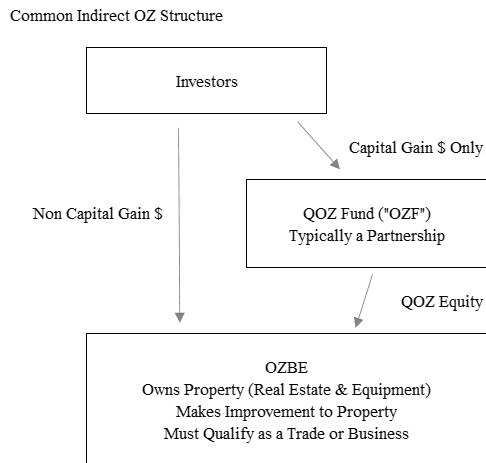 Common Indirect OZ Structure
Investors
Capital Gain $ Only
Non Capital Gain $
QOZ Fund ("OZF")
Typically a Partnership
QOZ Equity
OZBE
Owns Property (Real Estate & Equipment)
Makes Improvement to Property
Must Qualify as a Trade or Business